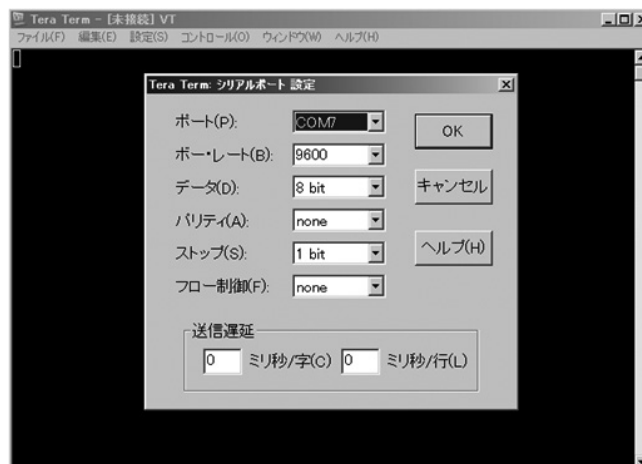 Tera Term - [未接続] VT
ファイル(F) 編集(E) 設定(S) コントロール(O) ウィンドウ(W) ヘルプ(H)
Tera Term: シリアルポート 設定
ポート(P): COM7
OK
ボー・レート(B): 9600
データ(D): 8 bit
キャンセル
パリティ(A): none
ストップ(S): 1 bit
ヘルプ(H)
フロー制御(F): none
送信遅延
0 ミリ秒/字(C) 0 ミリ秒/行(L)